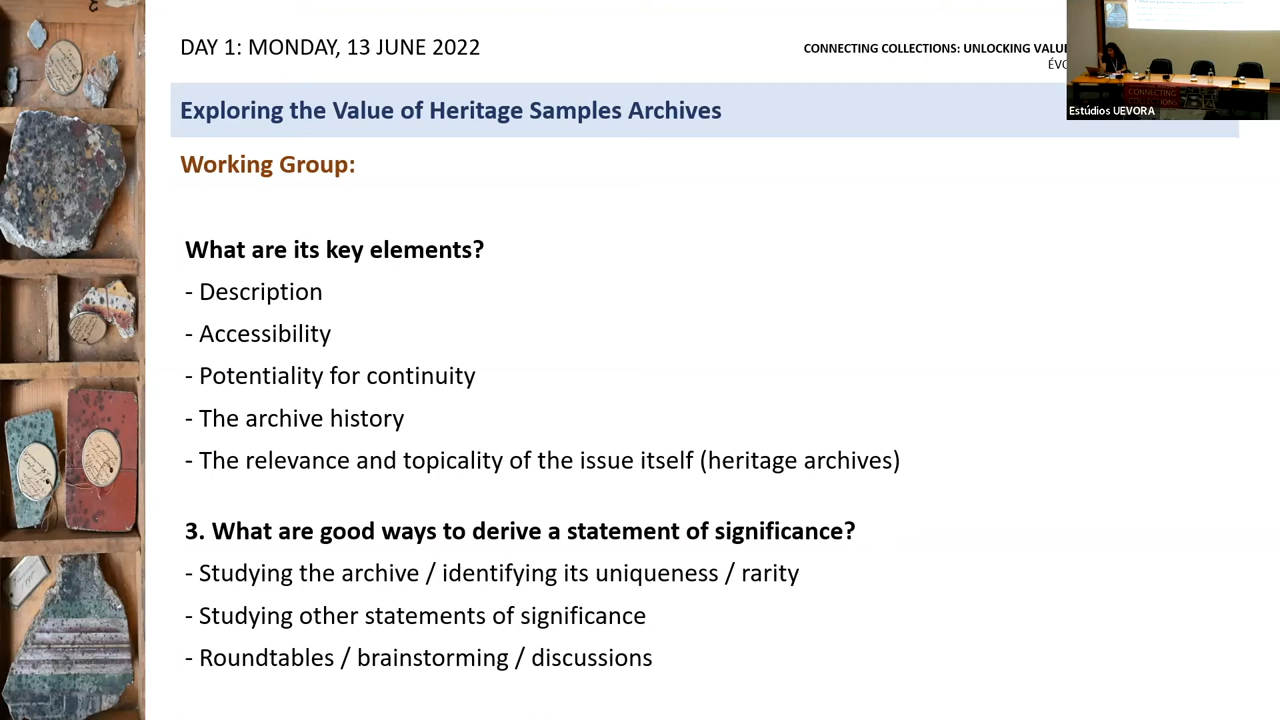 DAY 1: MONDAY, 13 JUNE 2022
CONNECTING COLLECTIONS: UNLOCKING VALUE
ÉVO
Estúdios UEVORA
Exploring the Value of Heritage Samples Archives
Working Group:
What are its key elements?
- Description
- Accessibility
- Potentiality for continuity
- The archive history
- The relevance and topicality of the issue itself (heritage archives)
3. What are good ways to derive a statement of significance?
- Studying the archive / identifying its uniqueness / rarity
- Studying other statements of significance
- Roundtables / brainstorming / discussions